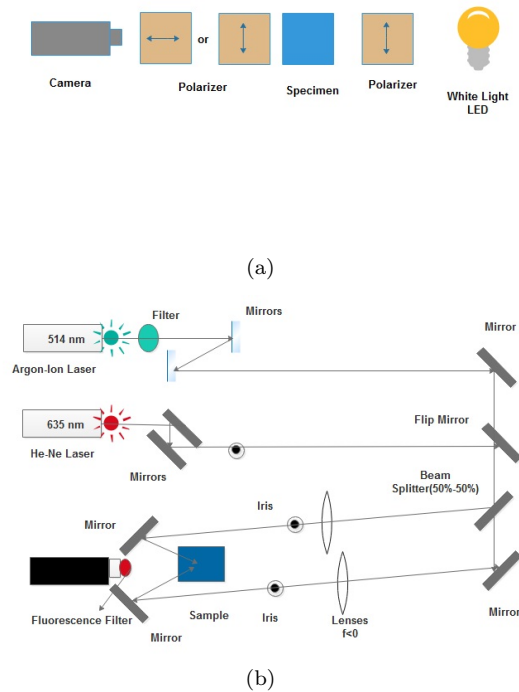 or
Camera
Polarizer
Specimen
Polarizer
White Light
LED
(a)
Filter
Mirrors
Mirror
514 nm
Argon-Ion Laser
635 nm
Flip Mirror
He-Ne Laser
Mirrors
Beam
Splitter(50%-50%)
Iris
Mirror
Sample
Iris
Lenses
f<0
Mirror
Fluorescence Filter
Mirror
(b)